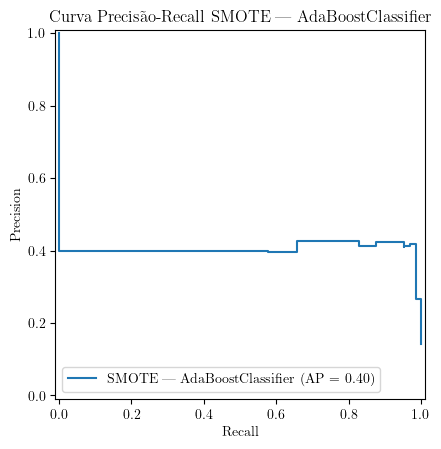 Curva Precisão-Recall SMOTE — AdaBoostClassifier
1.0
0.8
0.6
0.4
0.2
0.0
Precision
SMOTE — AdaBoostClassifier (AP = 0.40)
0.0 0.2 0.4 0.6 0.8 1.0
Recall